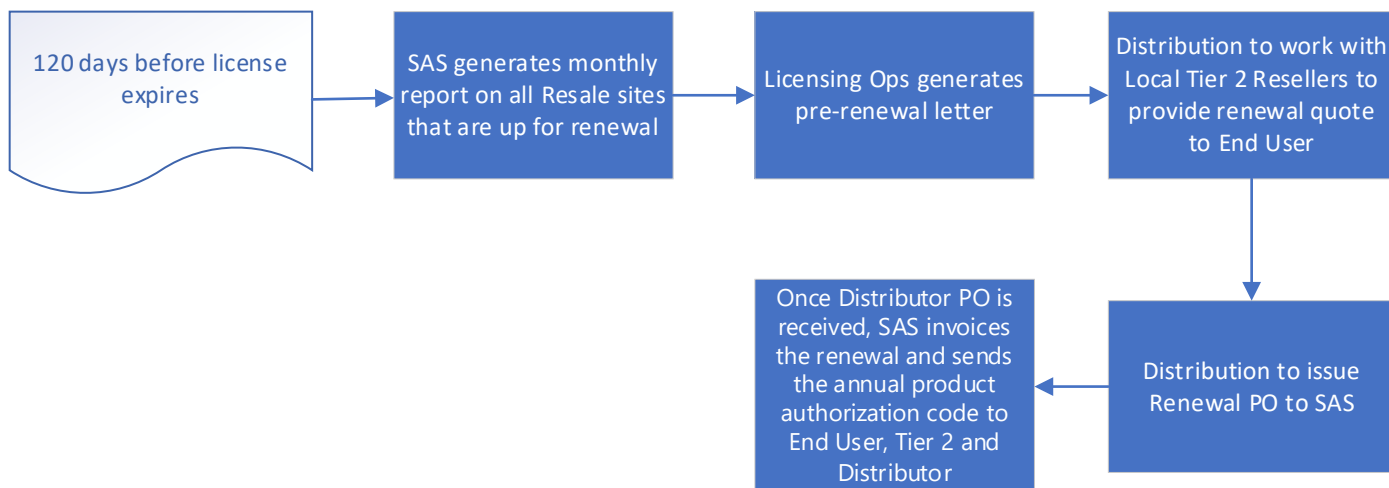 120 days before license
expires
SAS generates monthly
report on all Resale sites
that are up for renewal
Licensing Ops generates
pre-renewal letter
Distribution to work with
Local Tier 2 Resellers to
provide renewal quote
to End User
Distribution to issue
Renewal PO to SAS
Once Distributor PO is
received, SAS invoices
the renewal and sends
the annual product
authorization code to
End User, Tier 2 and
Distributor